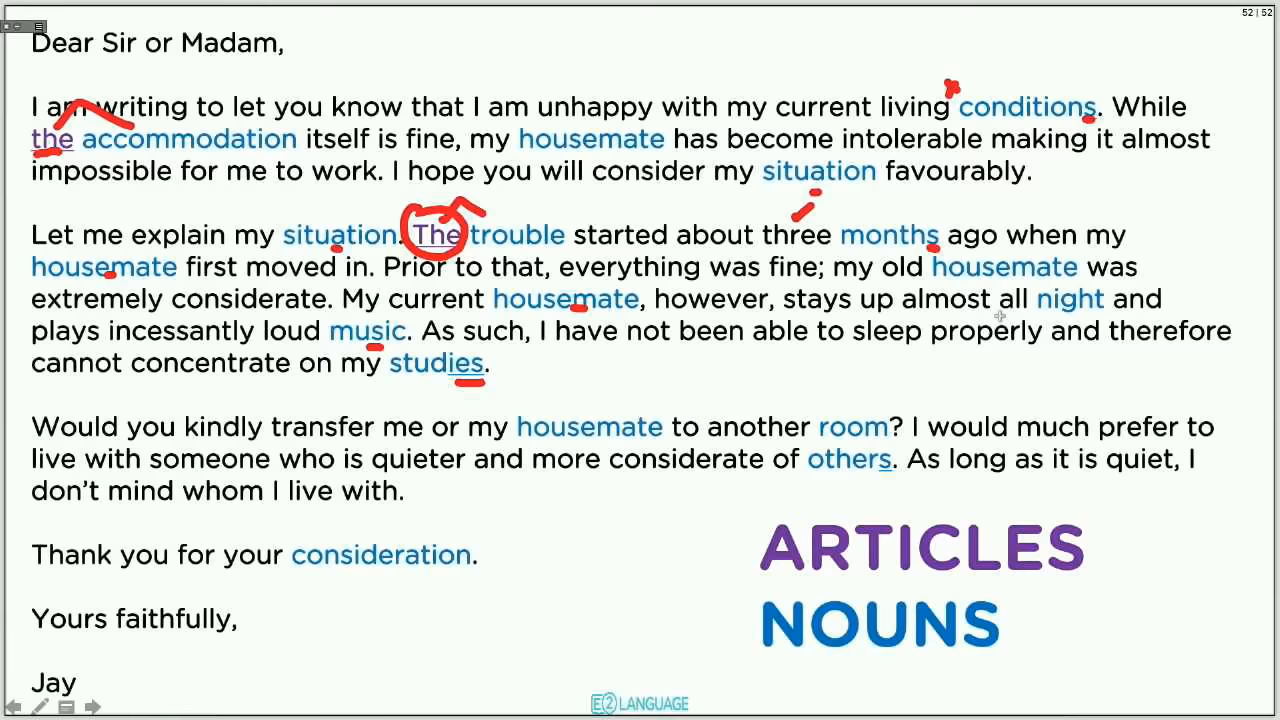 52 | 52
Dear Sir or Madam,
I am writing to let you know that I am unhappy with my current living conditions. While
the accommodation itself is fine, my housemate has become intolerable making it almost
impossible for me to work. I hope you will consider my situation favourably.
Let me explain my situation. The trouble started about three months ago when my
housemate first moved in. Prior to that, everything was fine; my old housemate was
extremely considerate. My current housemate, however, stays up almost all night and
plays incessantly loud music. As such, I have not been able to sleep properly and therefore
cannot concentrate on my studies.
Would you kindly transfer me or my housemate to another room? I would much prefer to
live with someone who is quieter and more considerate of others. As long as it is quiet, I
don’t mind whom I live with.
Thank you for your consideration.
Yours faithfully,
Jay
ARTICLES
NOUNS
E2 LANGUAGE